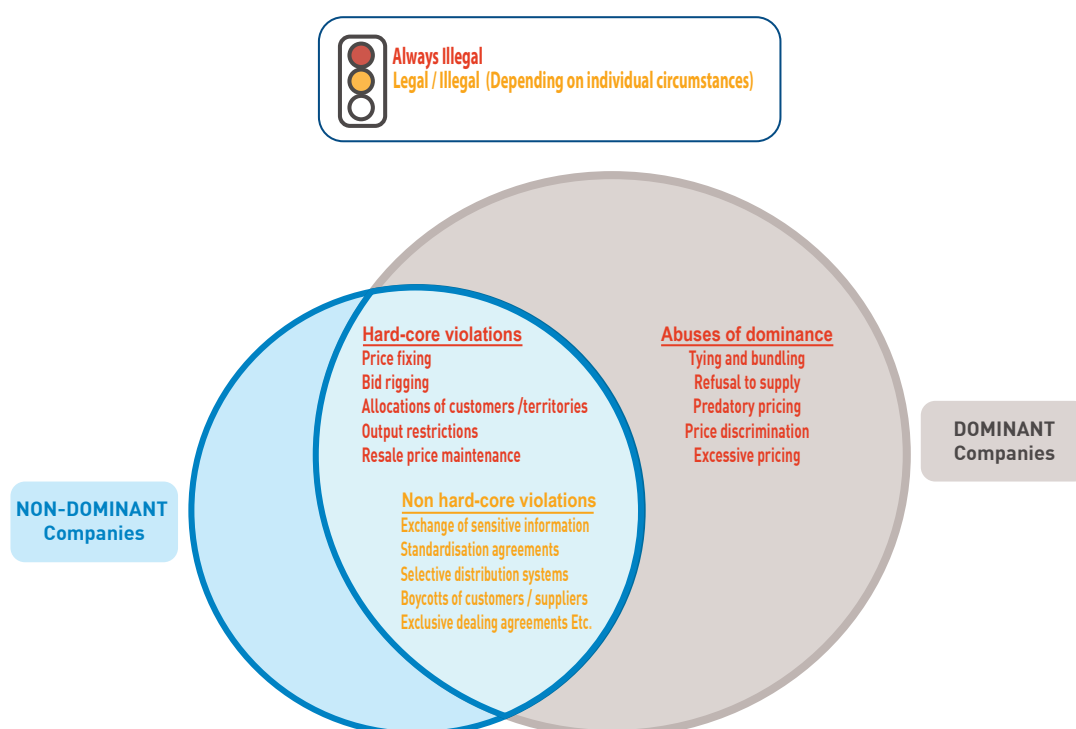 Always Illegal
Legal / Illegal (Depending on individual circumstances)
Hard-core violations
Price fixing
Bid rigging
Allocations of customers /territories
Output restrictions
Resale price maintenance
Non hard-core violations
Exchange of sensitive information
Standardisation agreements
Selective distribution systems
Boycotts of customers / suppliers
Exclusive dealing agreements Etc.
Abuses of dominance
Tying and bundling
Refusal to supply
Predatory pricing
Price discrimination
Excessive pricing
DOMINANT
Companies
NON-DOMINANT
Companies